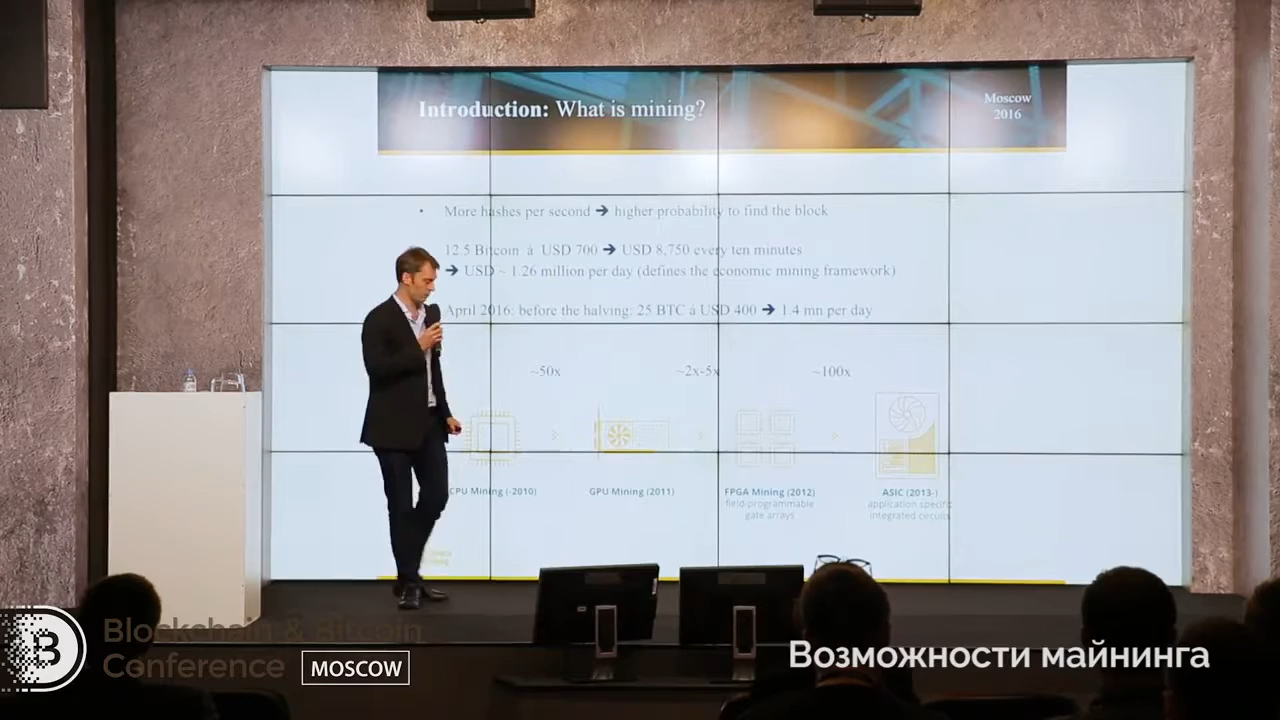 Introduction: What is mining?
Moscow
2016
• More hashes per second ➔ higher probability to find the block
12.5 Bitcoin à USD 700 ➔ USD 8,750 every ten minutes
➔ USD ~ 1.26 million per day (defines the economic mining framework)
April 2016: before the halving: 25 BTC á USD 400 ➔ 1.4 mn per day
~50x ~2x-5x ~100x
CPU Mining (-2010) GPU Mining (2011) FPGA Mining (2012) ASIC (2013-)
field-programmable application specific
gate arrays integrated circuits
Blockchain & Bitcoin
Conference MOSCOW
Возможности майнинга